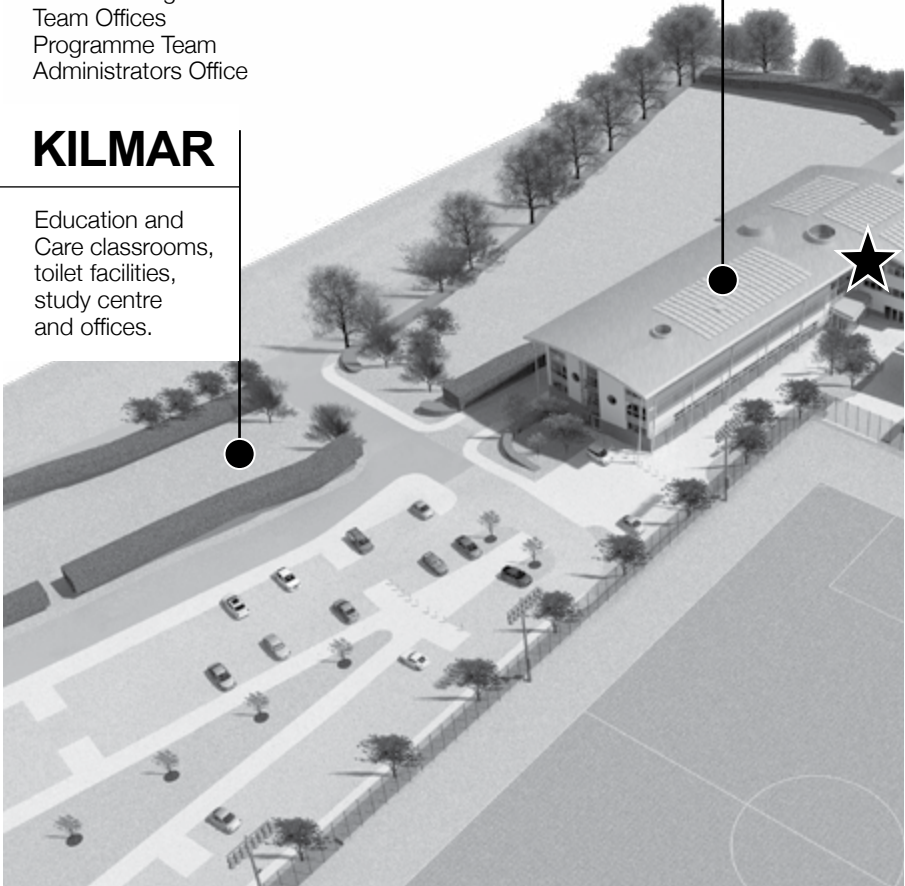 Team Offices
Programme Team
Administrators Office
KILMAR
Education and
Care classrooms,
toilet facilities,
study centre
and offices.